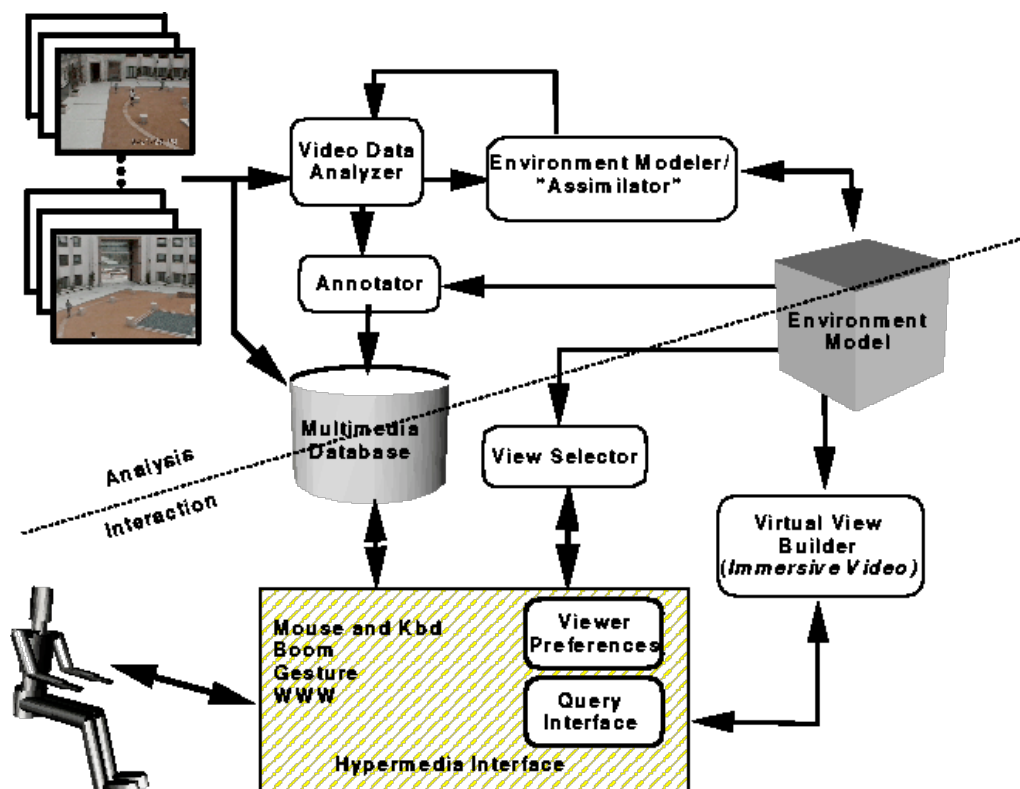 Video Data
Analyzer
Environment Modeler/
"Assimilator"
Annotator
Environment
Model
Multimedia
Database
View Selector
Analysis
Interaction
Virtual View
Builder
(Immersive Video)
Mouse and Kbd
Boom
Gesture
WWW
Viewer
Preferences
Query
Interface
Hypermedia Interface